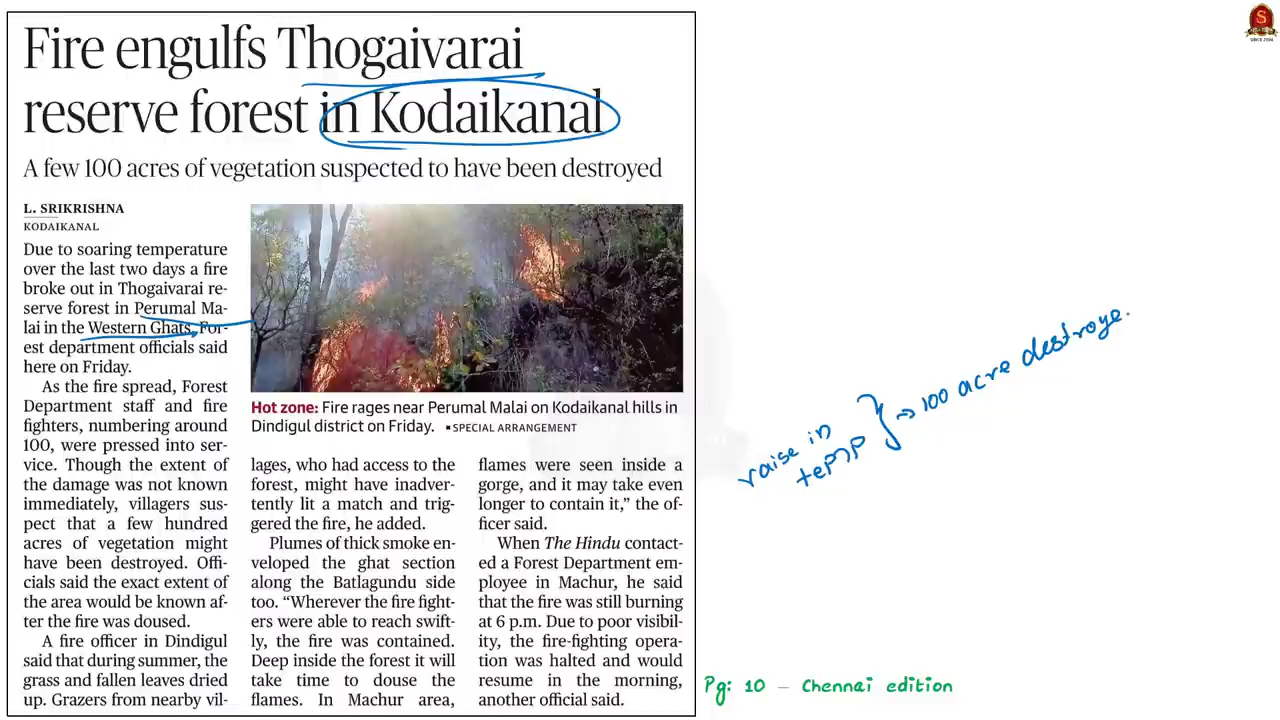 Fire engulfs Thogaivarai
reserve forest in Kodaikanal
A few 100 acres of vegetation suspected to have been destroyed
L. SRIKRISHNA
KODAIKANAL
Due to soaring temperature
over the last two days a fire
broke out in Thogaivarai re-
serve forest in Perumal Ma-
lai in the Western Ghats, For-
est department officials said
here on Friday.
As the fire spread, Forest
Department staff and fire
fighters, numbering around
100, were pressed into ser-
vice. Though the extent of
the damage was not known
immediately, villagers sus-
pect that a few hundred
acres of vegetation might
have been destroyed. Offi-
cials said the exact extent of
the area would be known af-
ter the fire was doused.
A fire officer in Dindigul
said that during summer, the
grass and fallen leaves dried
up. Grazers from nearby vil-
Hot zone: Fire rages near Perumal Malai on Kodaikanal hills in
Dindigul district on Friday. ▪SPECIAL ARRANGEMENT
lages, who had access to the
forest, might have inadver-
tently lit a match and trig-
gered the fire, he added.
Plumes of thick smoke en-
veloped the ghat section
along the Batlagundu side
too. “Wherever the fire fight-
ers were able to reach swift-
ly, the fire was contained.
Deep inside the forest it will
take time to douse the
flames. In Machur area,
flames were seen inside a
gorge, and it may take even
longer to contain it,” the of-
ficer said.
When The Hindu contact-
ed a Forest Department em-
ployee in Machur, he said
that the fire was still burning
at 6 p.m. Due to poor visibil-
ity, the fire-fighting opera-
tion was halted and would
resume in the morning,
another official said.
raise in
temp } → 100 acre destroye.
Pg: 10 – Chennai edition
S
SINCE 2004